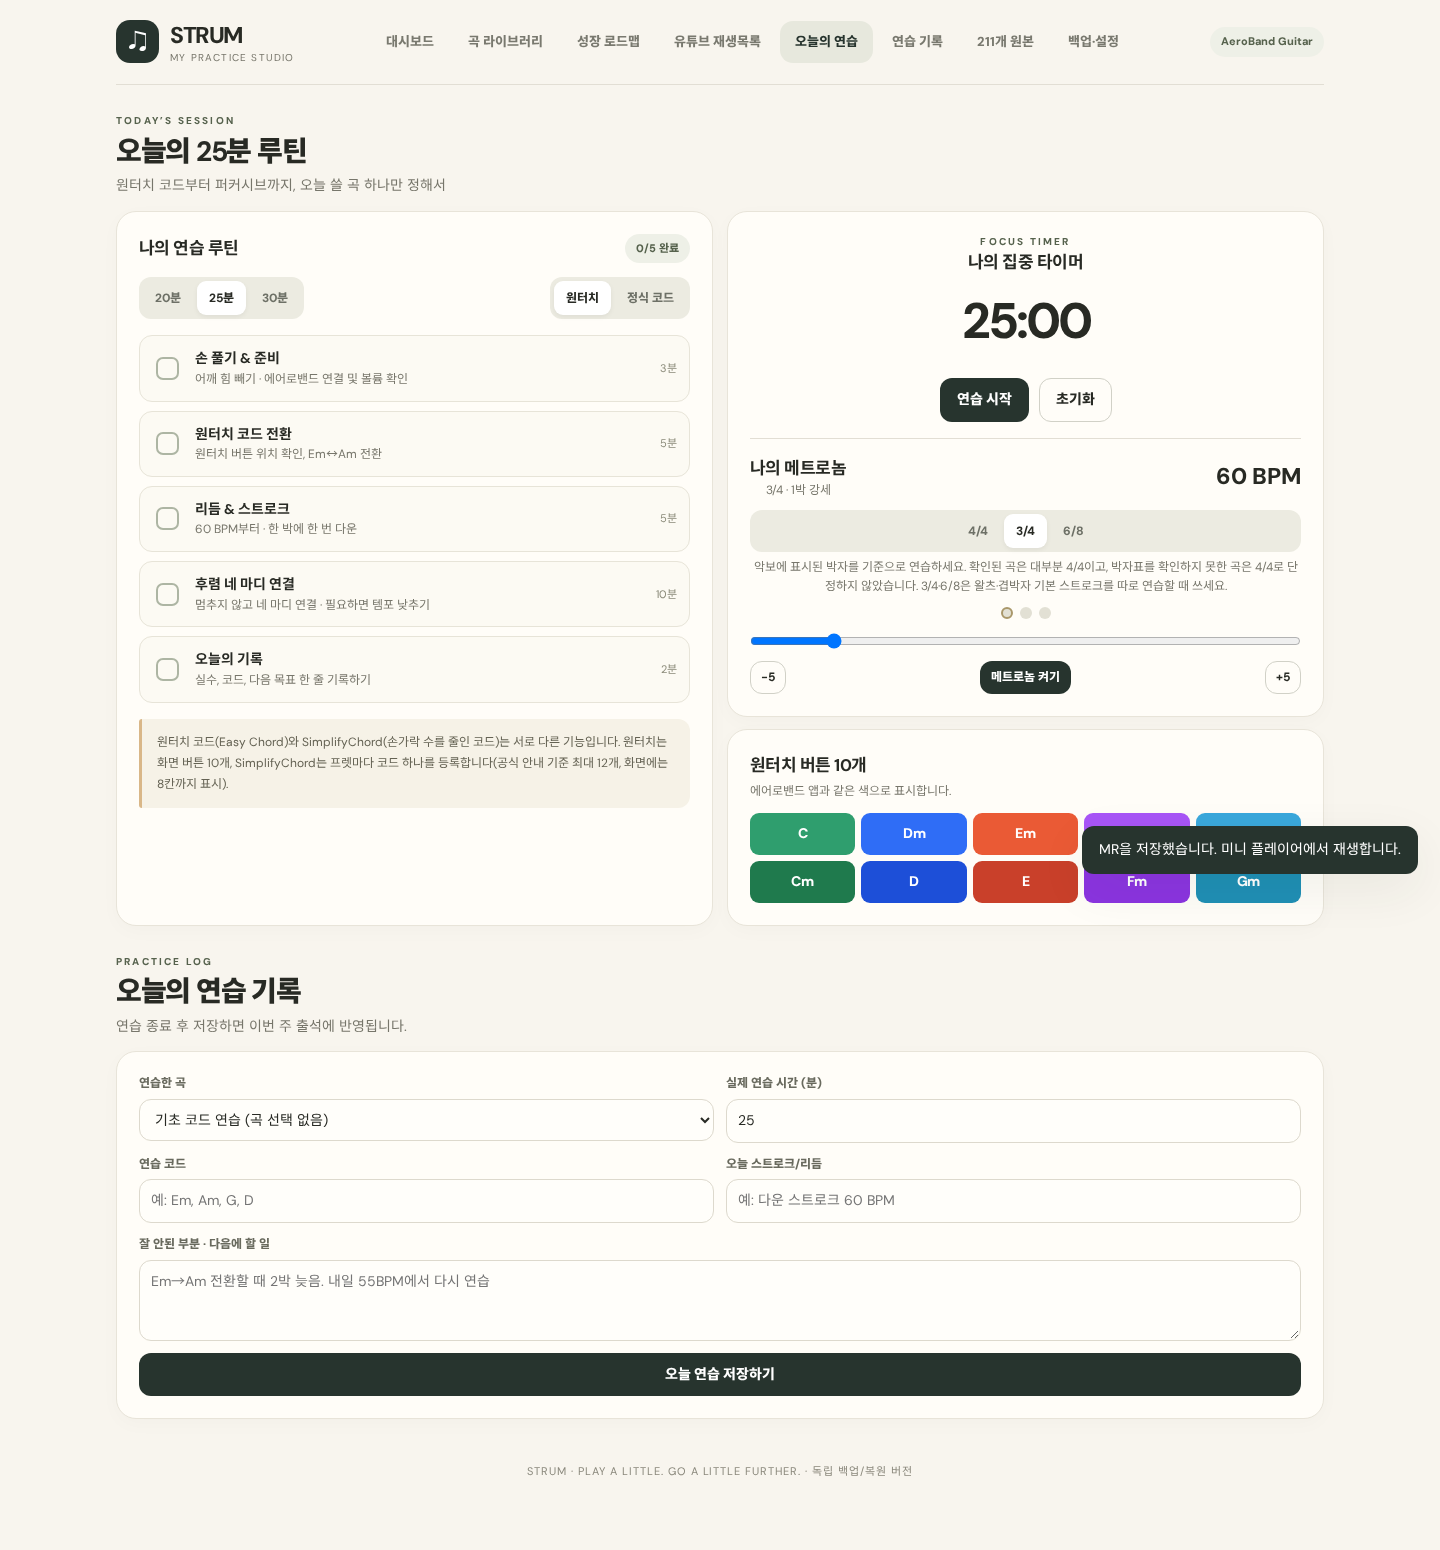 STRUM
MY PRACTICE STUDIO
대시보드
곡 라이브러리
성장 로드맵
유튜브 재생목록
오늘의 연습
연습 기록
211개 원본
백업·설정
AeroBand Guitar
TODAY'S SESSION
오늘의 25분 루틴
원터치 코드부터 퍼커시브까지, 오늘 쓸 곡 하나만 정해서
나의 연습 루틴
0/5 완료
20분
25분
30분
원터치
정식 코드
손 풀기 & 준비
어깨 힘 빼기 · 에어로밴드 연결 및 볼륨 확인
3분
원터치 코드 전환
원터치 버튼 위치 확인, Em↔Am 전환
5분
리듬 & 스트로크
60 BPM부터 · 한 박에 한 번 다운
5분
후렴 네 마디 연결
멈추지 않고 네 마디 연결 · 필요하면 템포 낮추기
10분
오늘의 기록
실수, 코드, 다음 목표 한 줄 기록하기
2분
원터치 코드(Easy Chord)와 SimplifyChord(손가락 수를 줄인 코드)는 서로 다른 기능입니다. 원터치는
화면 버튼 10개, SimplifyChord는 프렛마다 코드 하나를 등록합니다(공식 안내 기준 최대 12개, 화면에는
8칸까지 표시).
FOCUS TIMER
나의 집중 타이머
25:00
연습 시작
초기화
나의 메트로놈
3/4 · 1박 강세
60 BPM
4/4
3/4
6/8
악보에 표시된 박자를 기준으로 연습하세요. 확인된 곡은 대부분 4/4이고, 박자표를 확인하지 못한 곡은 4/4로 단
정하지 않았습니다. 3/4·6/8은 왈츠·겹박자 기본 스트로크를 따로 연습할 때 쓰세요.
-5
메트로놈 켜기
+5
원터치 버튼 10개
에어로밴드 앱과 같은 색으로 표시합니다.
C
Dm
Em
MR을 저장했습니다. 미니 플레이어에서 재생합니다.
Cm
D
E
Fm
Gm
PRACTICE LOG
오늘의 연습 기록
연습 종료 후 저장하면 이번 주 출석에 반영됩니다.
연습한 곡
실제 연습 시간 (분)
기초 코드 연습 (곡 선택 없음)
25
연습 코드
오늘 스트로크/리듬
예: Em, Am, G, D
예: 다운 스트로크 60 BPM
잘 안된 부분 · 다음에 할 일
Em→Am 전환할 때 2박 늦음. 내일 55BPM에서 다시 연습
오늘 연습 저장하기
STRUM · PLAY A LITTLE. GO A LITTLE FURTHER. · 독립 백업/복원 버전